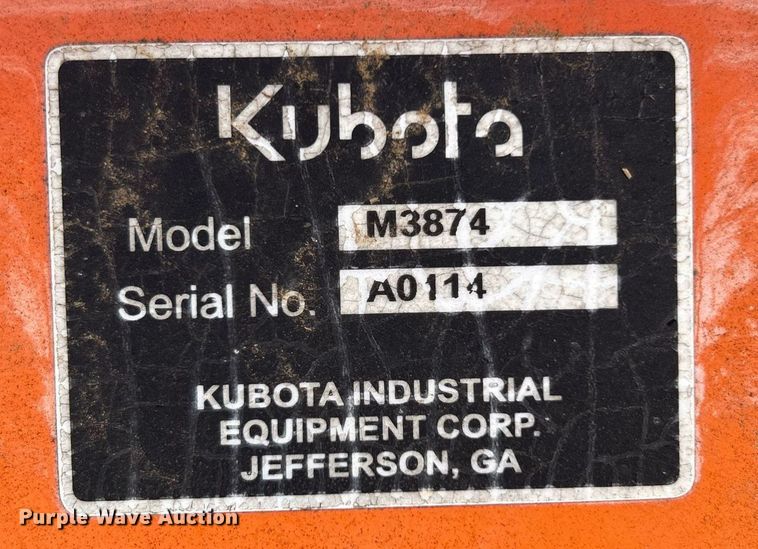 Kubota
Model M3874
Serial No. A0114
KUBOTA INDUSTRIAL
EQUIPMENT CORP.
JEFFERSON, GA
Purple Wave Auction